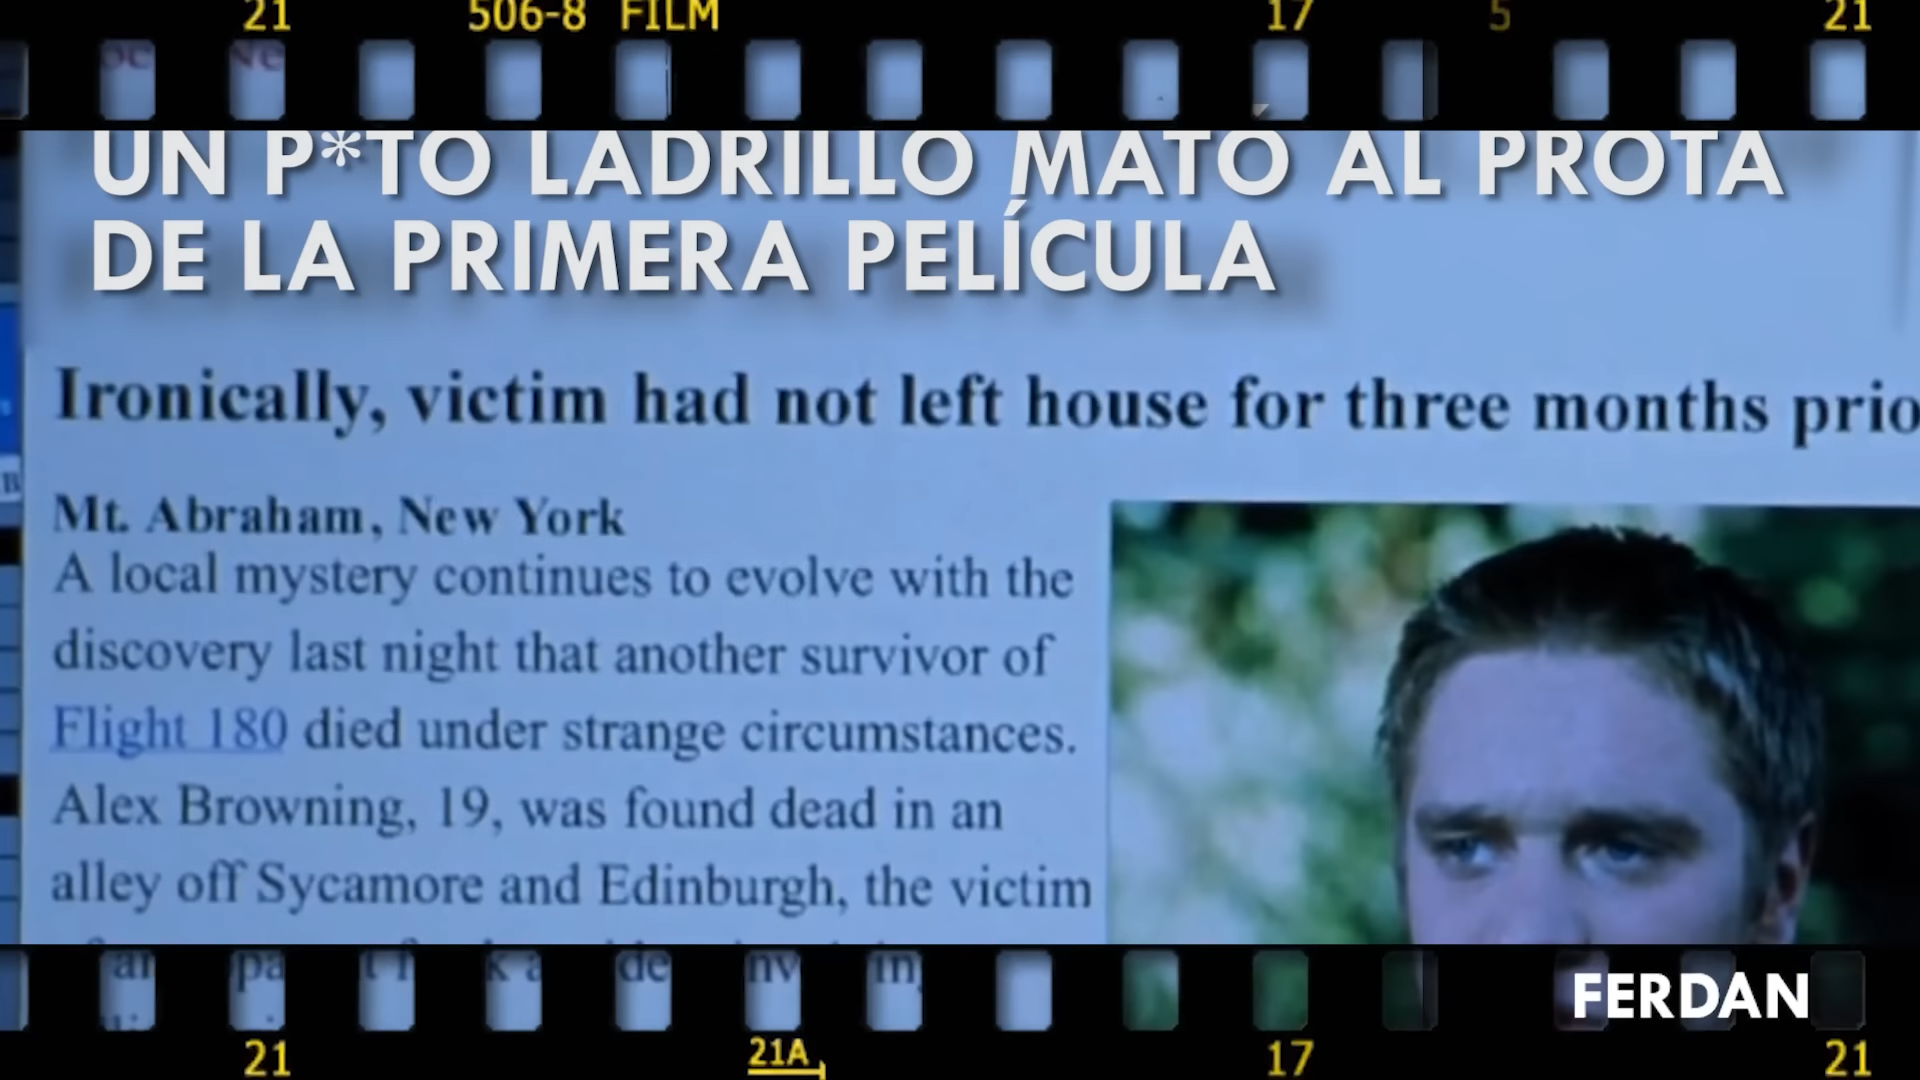 21 506-8 FILM 17 5 21
UN P*TO LADRILLO MATÓ AL PROTA
DE LA PRIMERA PELÍCULA
Ironically, victim had not left house for three months prio
Mt. Abraham, New York
A local mystery continues to evolve with the
discovery last night that another survivor of
Flight 180 died under strange circumstances.
Alex Browning, 19, was found dead in an
alley off Sycamore and Edinburgh, the victim
FERDAN
21 21A 17 21